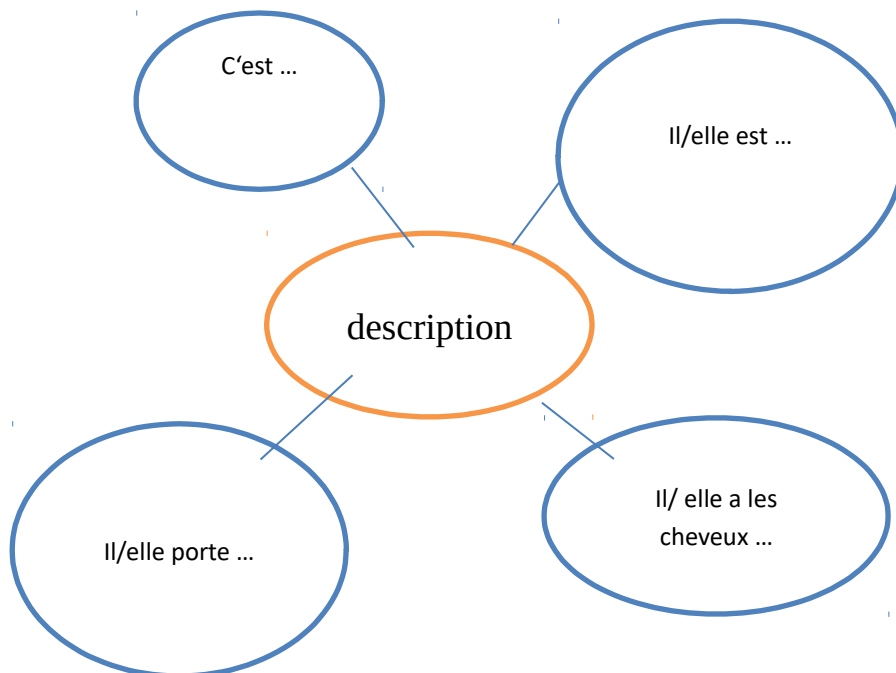 C‘est …
Il/elle est …
description
Il/ elle a les
cheveux …
Il/elle porte …